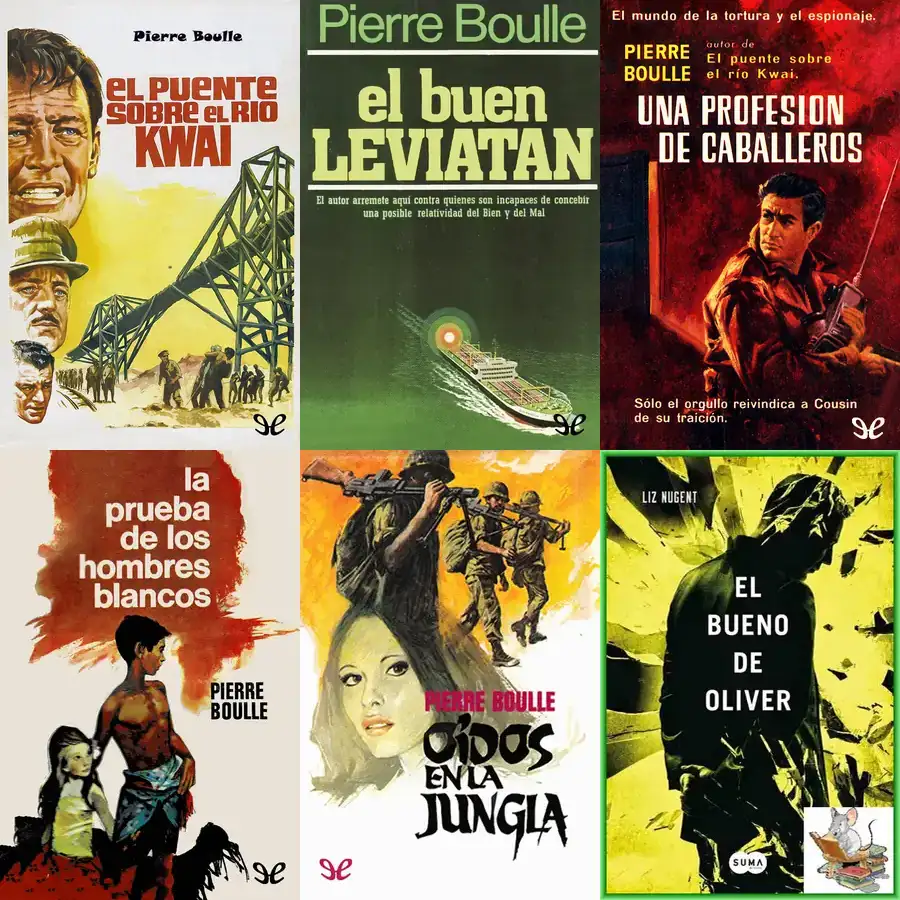 Pierre Boulle
EL PUENTE
SOBRE EL RIO
KWAI
Pierre Boulle
el buen
LEVIATAN
El autor arremete aquí contra quienes son incapaces de concebir
una posible relatividad del Bien y del Mal
El mundo de la tortura y el espionaje.
PIERRE
BOULLE
autor de
El puente sobre
el río Kwai.
UNA PROFESION
DE CABALLEROS
Sólo el orgullo reivindica a Cousin
de su traición.
la
prueba
de los
hombres
blancos
PIERRE
BOULLE
PIERRE BOULLE
OÍDOS
EN LA
JUNGLA
LIZ NUGENT
EL
BUENO
DE
OLIVER
SUMA